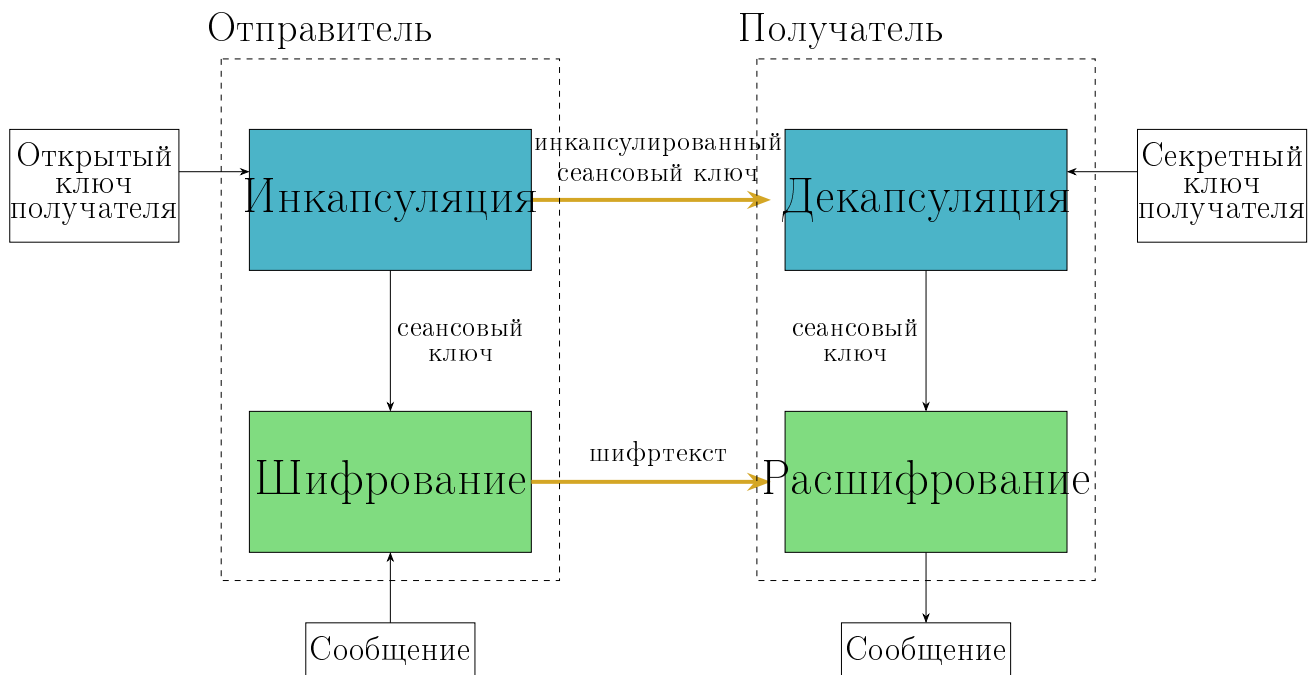 Отправитель
Получатель
Открытый
ключ
получателя
Инкапсуляция
инкапсулированный
сеансовый ключ
Декапсуляция
Секретный
ключ
получателя
сеансовый
ключ
сеансовый
ключ
Шифрование
шифртекст
Расшифрование
Сообщение
Сообщение